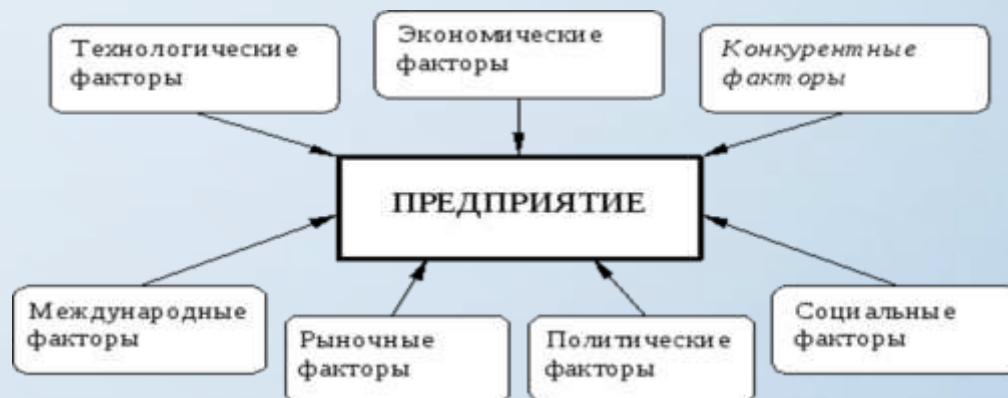 Технологические
факторы
Экономические
факторы
Конкурентные
факторы
ПРЕДПРИЯТИЕ
Международные
факторы
Рыночные
факторы
Политические
факторы
Социальные
факторы